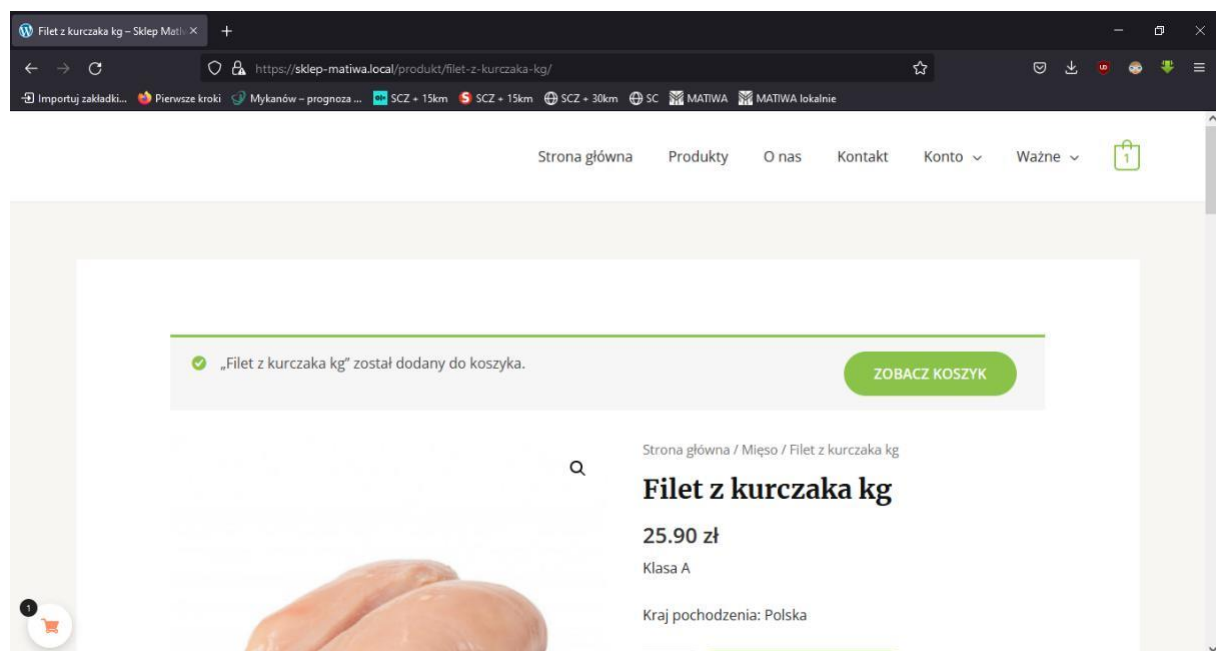 Filet z kurczaka kg – Sklep Mati
https://sklep-matiwa.local/produkt/filet-z-kurczaka-kg/
Importuj zakładki... Pierwsze kroki Mykanów – prognoza ... SCZ + 15km SCZ + 15km SCZ + 30km SC MATIWA MATIWA lokalnie
Strona główna Produkty O nas Kontakt Konto Ważne 1
„Filet z kurczaka kg” został dodany do koszyka.
ZOBACZ KOSZYK
Strona główna / Mięso / Filet z kurczaka kg
Filet z kurczaka kg
25.90 zł
Klasa A
Kraj pochodzenia: Polska
1